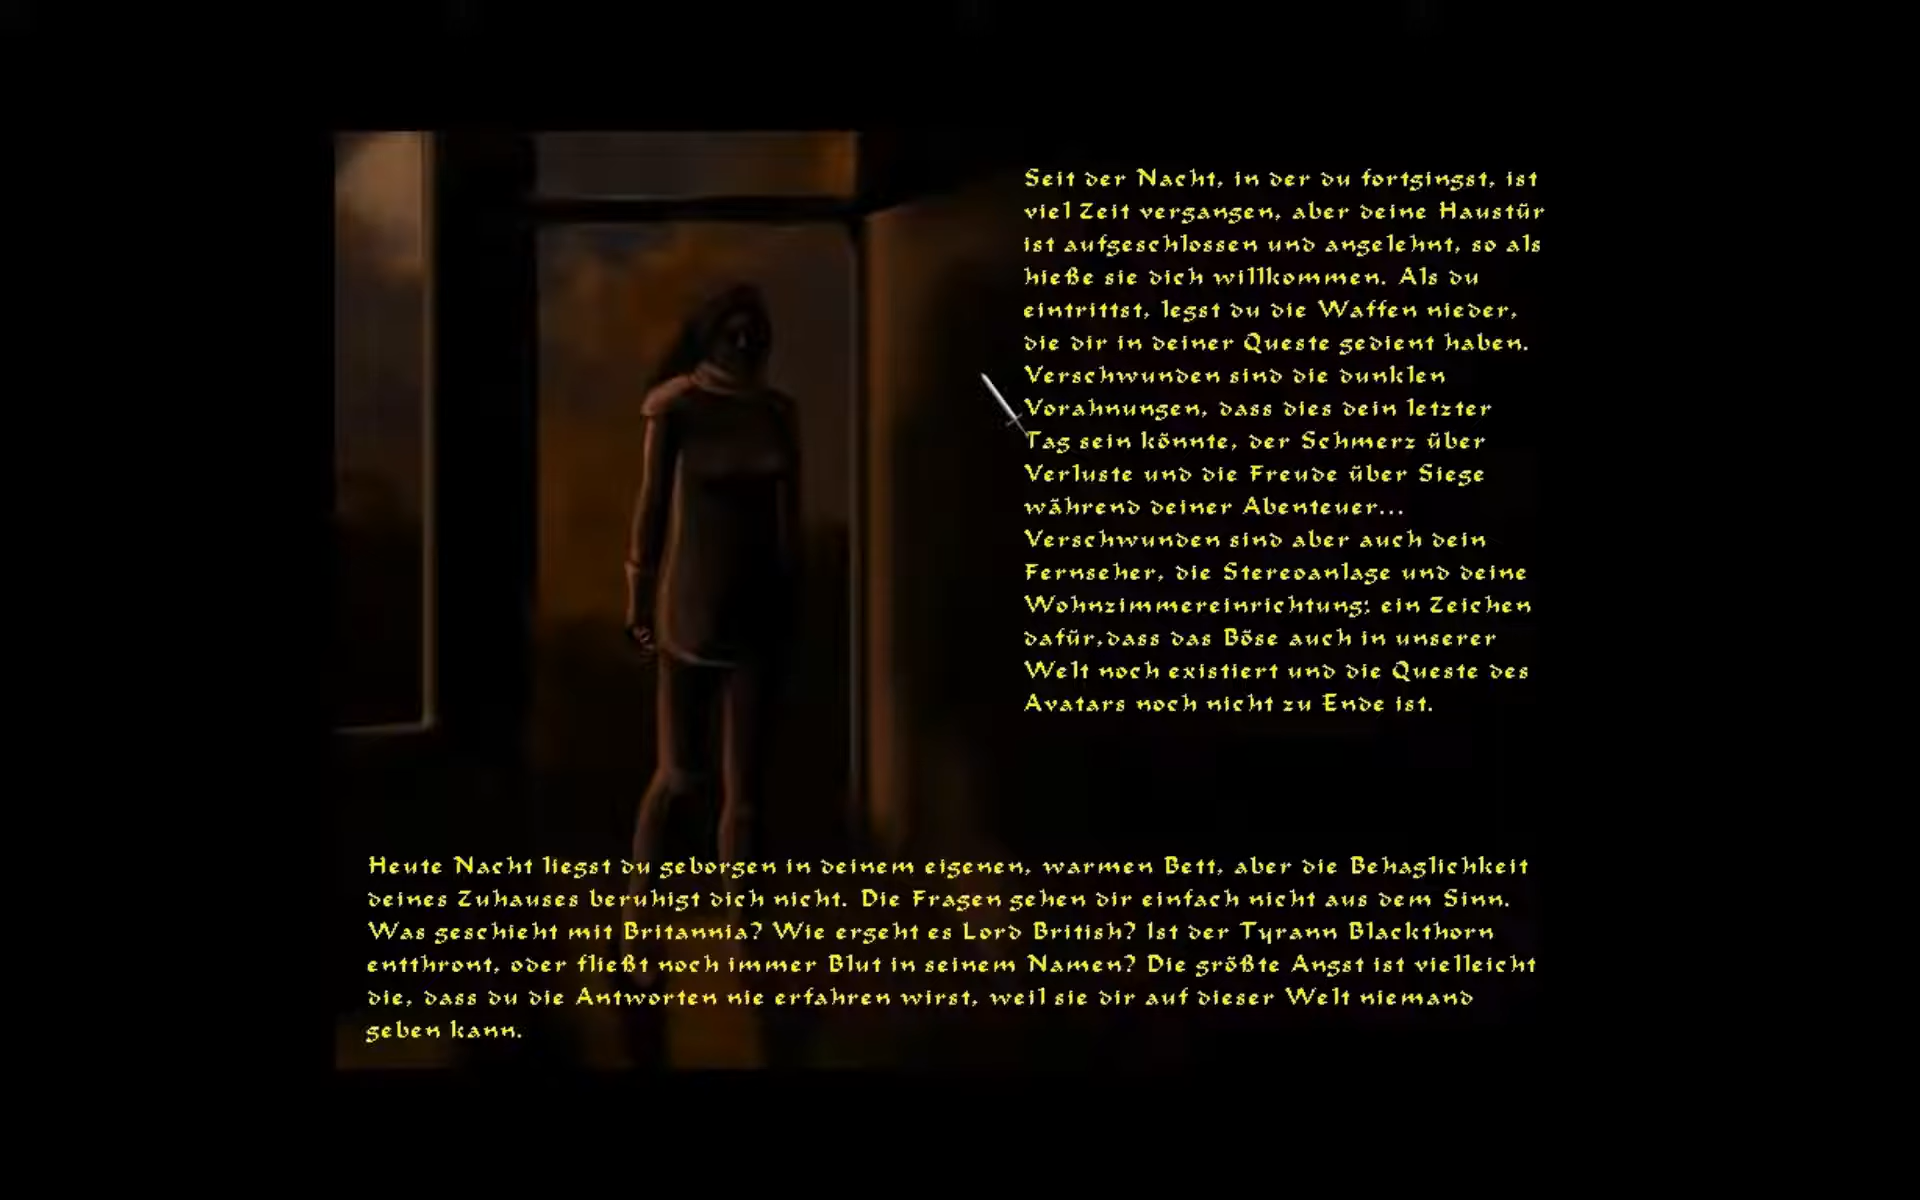 Seit der Nacht, in der du fortgingst, ist
viel Zeit vergangen, aber deine Haustür
ist aufgeschlossen und angelehnt, so als
hieße sie dich willkommen. Als du
eintrittst, legst du die Waffen nieder,
die dir in deiner Queste gedient haben.
Verschwunden sind die dunklen
Vorahnungen, dass dies dein letzter
Tag sein könnte, der Schmerz über
Verluste und die Freude über Siege
während deiner Abenteuer...
Verschwunden sind aber auch dein
Fernseher, die Stereoanlage und deine
Wohnzimmereinrichtung; ein Zeichen
dafür,dass das Böse auch in unserer
Welt noch existiert und die Queste des
Avatars noch nicht zu Ende ist.
Heute Nacht liegst du geborgen in deinem eigenen, warmen Bett, aber die Behaglichkeit
deines Zuhauses beruhigt dich nicht. Die Fragen gehen dir einfach nicht aus dem Sinn.
Was geschieht mit Britannia? Wie ergeht es Lord British? Ist der Tyrann Blackthorn
entthront, oder fließt noch immer Blut in seinem Namen? Die größte Angst ist vielleicht
die, dass du die Antworten nie erfahren wirst, weil sie dir auf dieser Welt niemand
geben kann.